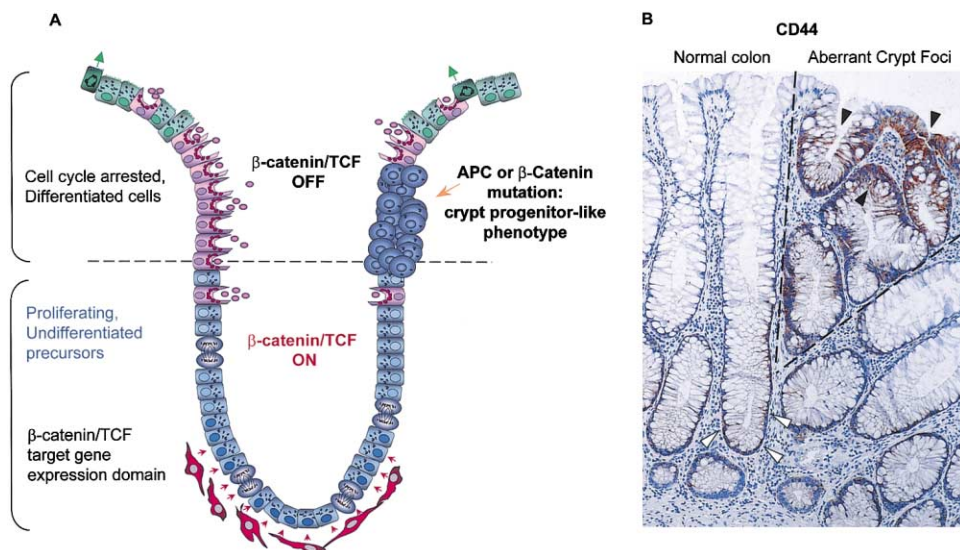 A
B
CD44
Normal colon
Aberrant Crypt Foci
Cell cycle arrested,
Differentiated cells
β-catenin/TCF
OFF
APC or β-Catenin
mutation:
crypt progenitor-like
phenotype
Proliferating,
Undifferentiated
precursors
β-catenin/TCF
ON
β-catenin/TCF
target gene
expression domain